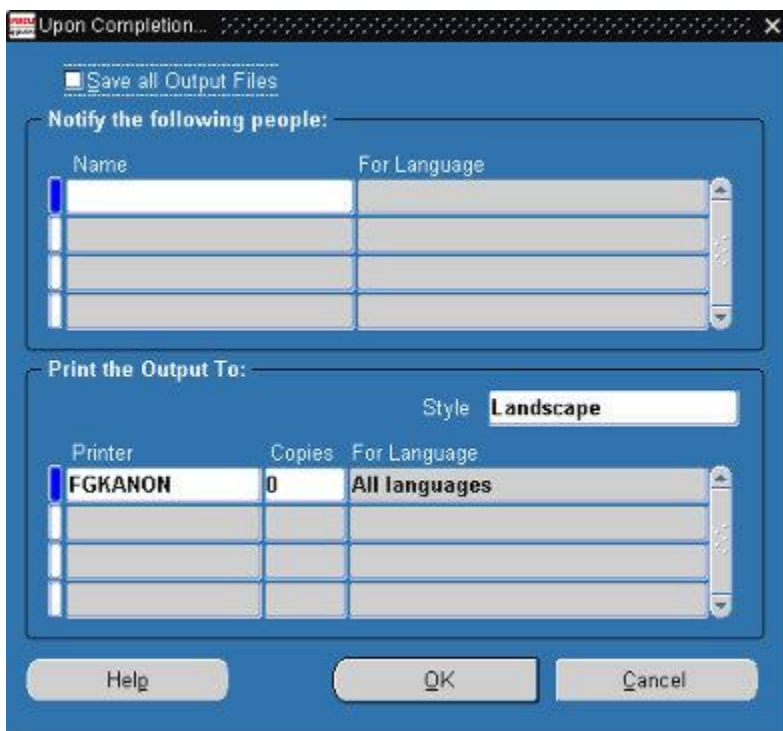 Upon Completion...
Save all Output Files
Notify the following people:
Name For Language
Print the Output To:
Style Landscape
Printer Copies For Language
FGKANON 0 All languages
Help OK Cancel